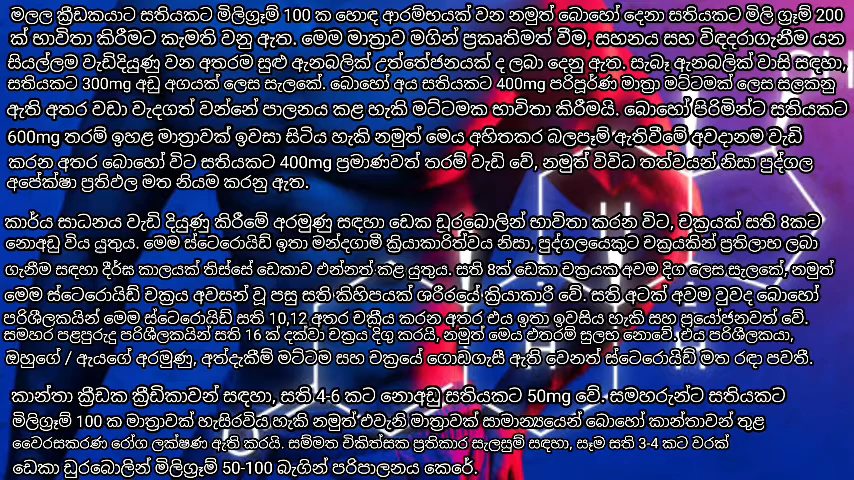 මලල ක්‍රීඩකයාට සතියකට මිලිග්‍රෑම් 100 ක හොඳ ආරම්භයක් වන නමුත් බොහෝ දෙනා සතියකට මිලි ග්‍රෑම් 200
ක් භාවිතා කිරීමට කැමති වනු ඇත. මෙම මාත්‍රාව මගින් ප්‍රකෘතිමත් වීම, සහනය සහ විඳදරාගැනීම යන
සියල්ලම වැඩිදියුණු වන අතරම සුළු ඇනබලික් උත්තේජනයක් ද ලබා දෙනු ඇත. සැබෑ ඇනබලික් වාසි සඳහා,
සතියකට 300mg අඩු අගයක් ලෙස සැලකේ. බොහෝ අය සතියකට 400mg පරිපූර්ණ මාත්‍රා මට්ටමක් ලෙස සලකනු
ඇති අතර වඩා වැදගත් වන්නේ පාලනය කළ හැකි මට්ටමක භාවිතා කිරීමයි. බොහෝ පිරිමින්ට සතියකට
600mg තරම් ඉහළ මාත්‍රාවක් ඉවසා සිටිය හැකි නමුත් මෙය අහිතකර බලපෑම් ඇතිවීමේ අවදානම වැඩි
කරන අතර බොහෝ විට සතියකට 400mg ප්‍රමාණවත් තරම් වැඩි වේ, නමුත් විවිධ තත්වයන් නිසා පුද්ගල
අපේක්ෂා ප්‍රතිඵල මත නියම කරනු ඇත.
කාර්ය සාධනය වැඩි දියුණු කිරීමේ අරමුණු සඳහා ඩෙක ඩූරබොලින් භාවිතා කරන විට, චක්‍රයක් සති 8කට
නොඅඩු විය යුතුය. මෙම ස්ටෙරොයිඩ් ඉතා මන්දගාමී ක්‍රියාකාරිත්වය නිසා, පුද්ගලයෙකුට චක්‍රයකින් ප්‍රතිලාභ ලබා
ගැනීම සඳහා දීර්ඝ කාලයක් තිස්සේ ඩෙකාව එන්නත් කළ යුතුය. සති 8ක් ඩෙකා චක්‍රයක අවම දිග ලෙස සැලකේ, නමුත්
මෙම ස්ටෙරොයිඩ් චක්‍රය අවසන් වූ පසු සති කිහිපයක් ශරීරයේ ක්‍රියාකාරී වේ. සති අටක් අවම වුවද බොහෝ
පරිශීලකයින් මෙම ස්ටෙරොයිඩ් සති 10,12 අතර චක්‍රීය කරන අතර එය ඉතා ඉවසිය හැකි සහ ප්‍රයෝජනවත් වේ.
සමහර පළපුරුදු පරිශීලකයින් සති 16 ක් දක්වා චක්‍රය දිගු කරයි, නමුත් මෙය එතරම් සුලභ නොවේ. එය පරිශීලකයා,
ඔහුගේ / ඇයගේ අරමුණු, අත්දැකීම් මට්ටම සහ චක්‍රයේ ගොඩගැසී ඇති වෙනත් ස්ටෙරොයිඩ් මත රඳා පවතී.
කාන්තා ක්‍රීඩක ක්‍රීඩිකාවන් සඳහා, සති 4-6 කට නොඅඩු සතියකට 50mg වේ. සමහරුන්ට සතියකට
මිලිග්‍රෑම් 100 ක මාත්‍රාවක් හැසිරවිය හැකි නමුත් එවැනි මාත්‍රාවක් සාමාන්‍යයෙන් බොහෝ කාන්තාවන් තුළ
වෛරසකරණ රෝග ලක්ෂණ ඇති කරයි. සම්මත චිකිත්සක ප්‍රතිකාර සැලසුම් සඳහා, සෑම සති 3-4 කට වරක්
ඩෙකා ඩුරබොලින් මිලිග්‍රෑම් 50-100 බැගින් පරිපාලනය කෙරේ.